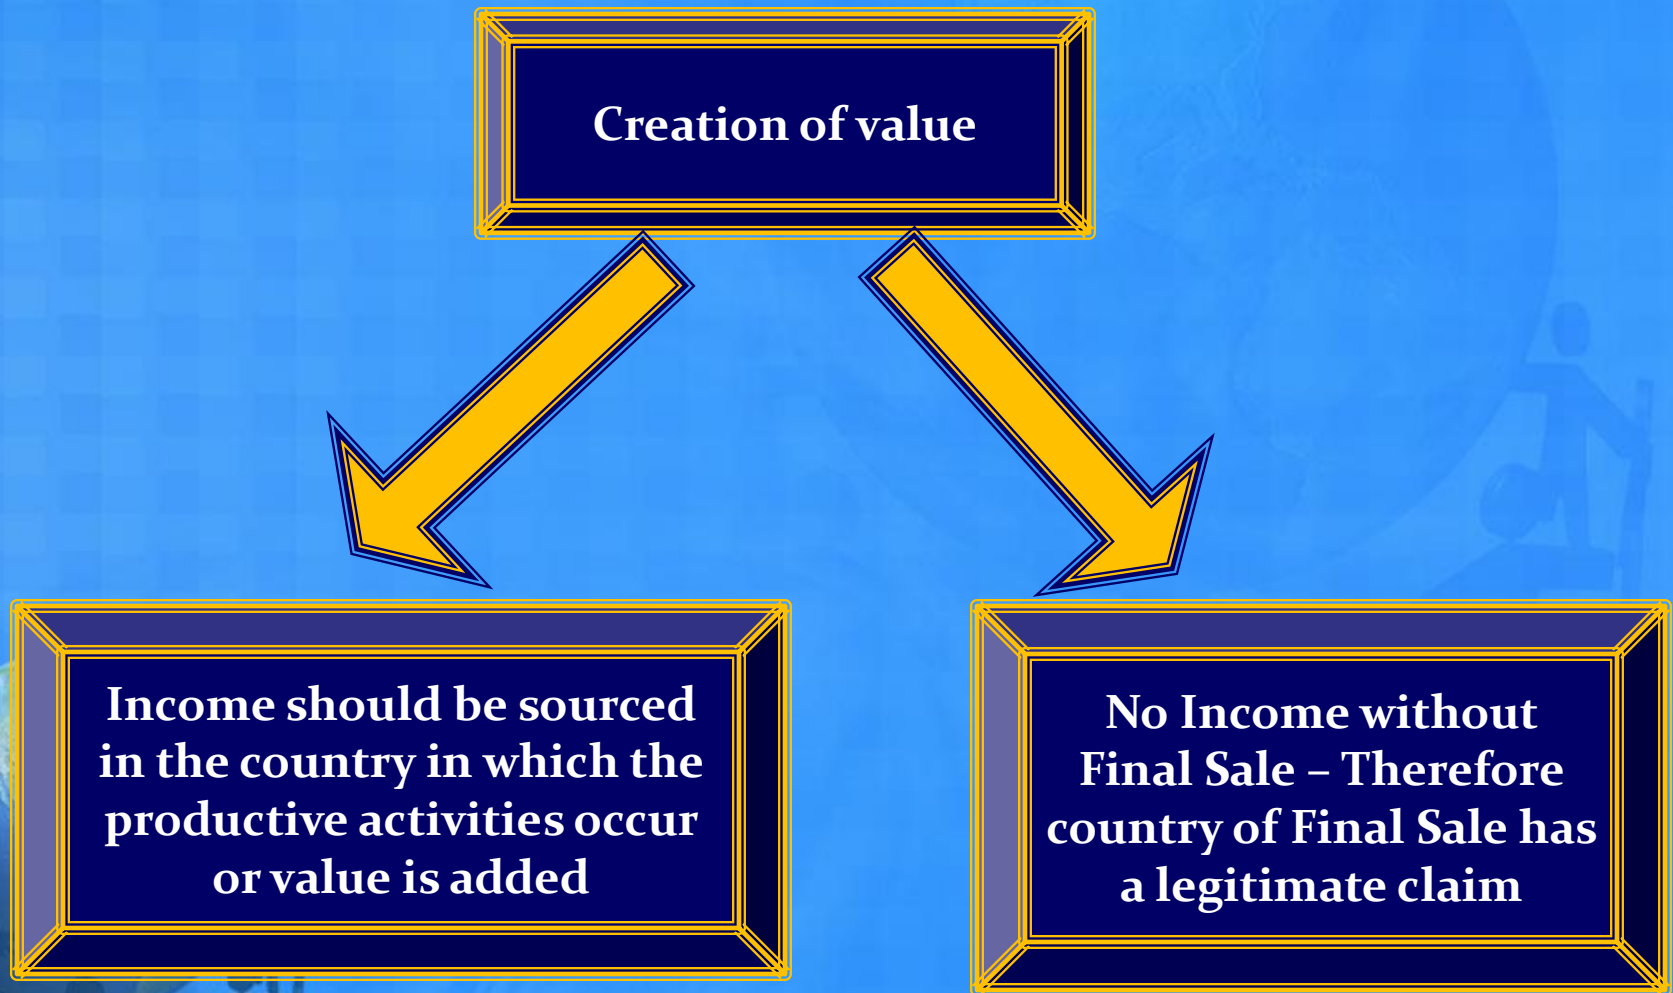 Creation of value
Income should be sourced
in the country in which the
productive activities occur
or value is added
No Income without
Final Sale – Therefore
country of Final Sale has
a legitimate claim